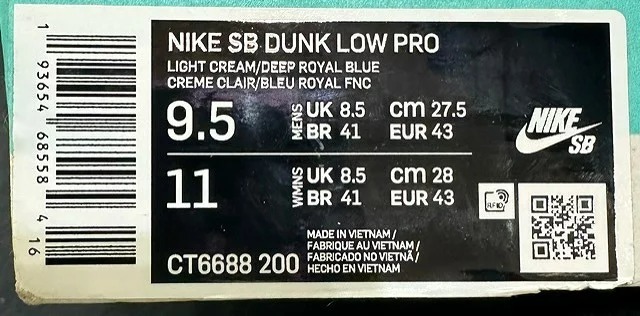 1 93654 68558 4 16
NIKE SB DUNK LOW PRO
LIGHT CREAM/DEEP ROYAL BLUE
CREME CLAIR/BLEU ROYAL FNC
9.5 MENS UK 8.5 CM 27.5
BR 41 EUR 43
11 WMNS UK 8.5 CM 28
BR 41 EUR 43
NIKE
SB
RFID
CT6688 200
MADE IN VIETNAM /
FABRIQUE AU VIETNAM /
FABRICADO NO VIETNÃ /
HECHO EN VIETNAM